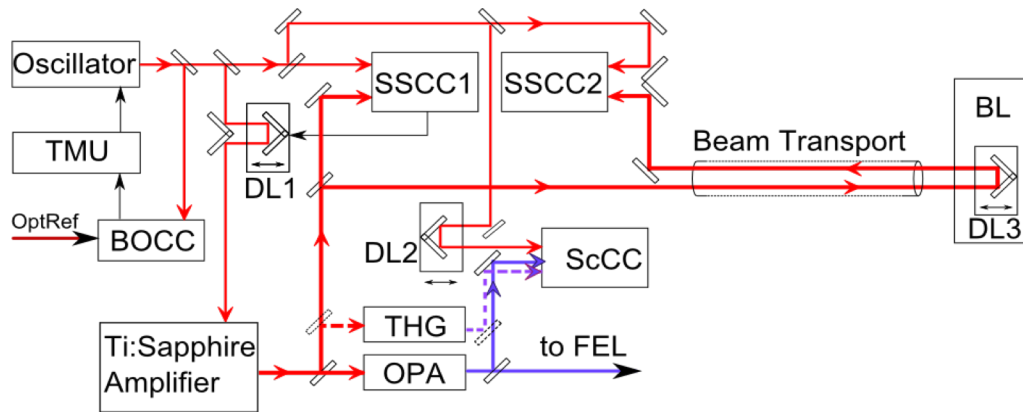 Oscillator
SSCC1
SSCC2
BL
TMU
Beam Transport
DL1
OptRef
BOCC
DL2
ScCC
DL3
THG
Ti:Sapphire
Amplifier
to FEL
OPA